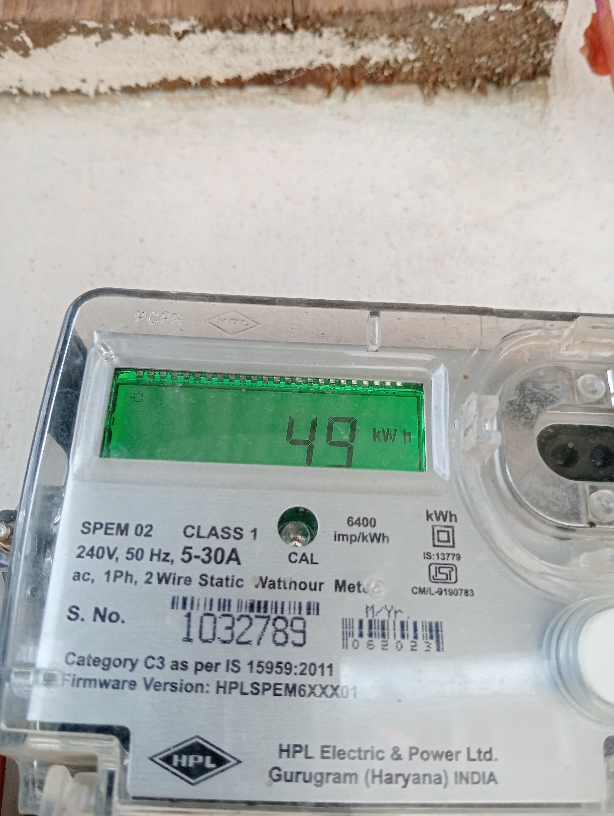 HPL
49 kWh
SPEM 02 CLASS 1
240V, 50 Hz, 5-30A
CAL
6400
imp/kWh
kWh
IS:13779
CM/L-9190783
ac, 1Ph, 2 Wire Static Watthour
S. No.
1032789
M/Yr.
062023
Category C3 as per IS 15959:2011
Firmware Version: HPLSPEM6XXX01
HPL
HPL Electric & Power Ltd.
Gurugram (Haryana) INDIA